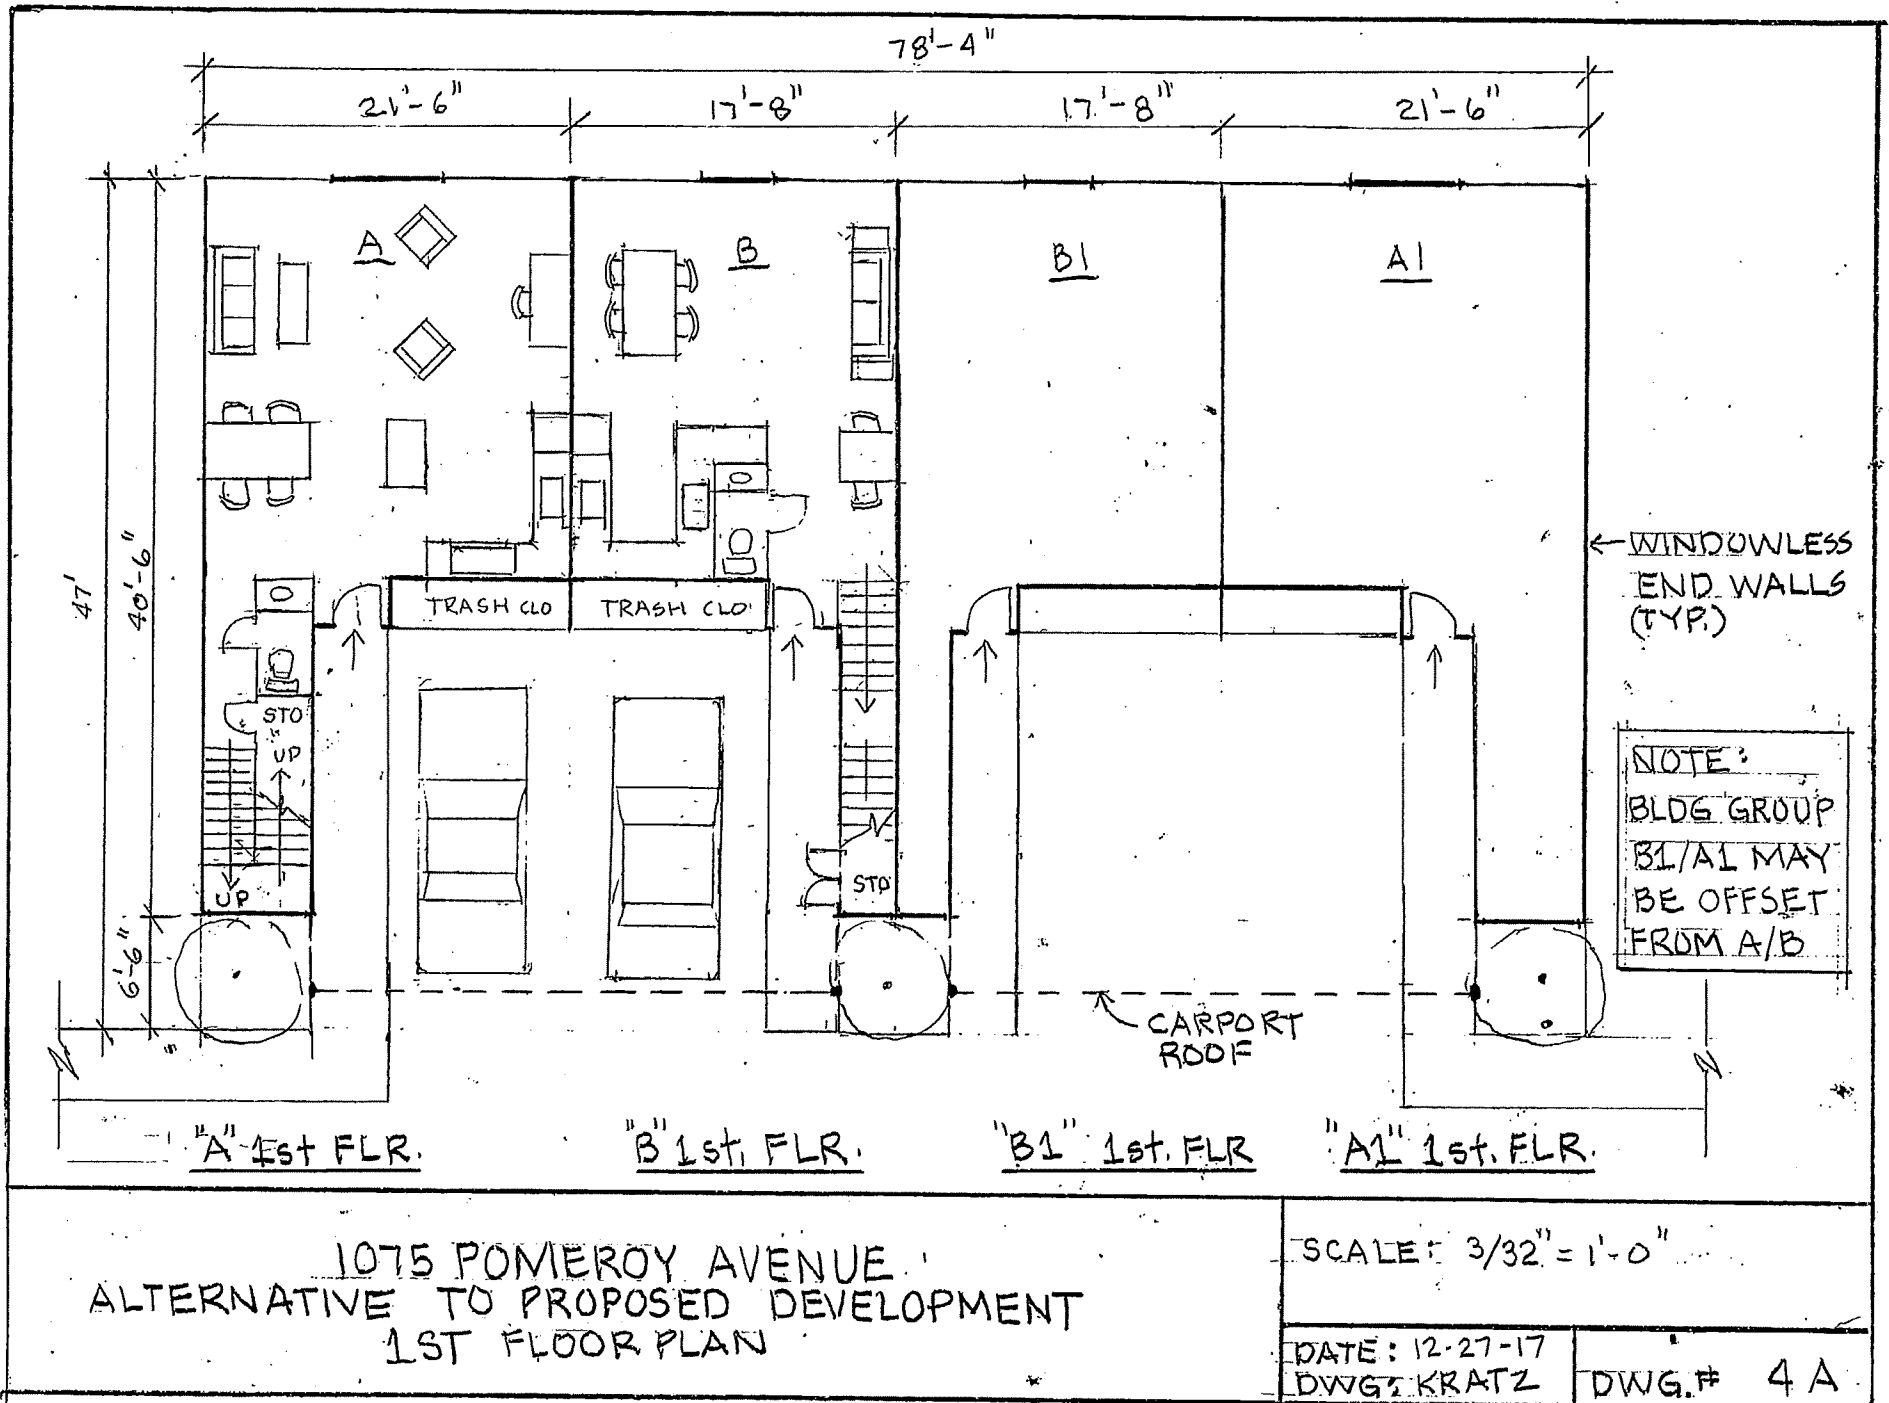 78'-4"
21'-6" 17'-8" 17'-8" 21'-6"
A B B1 A1
47'
40'-6"
6'-6"
TRASH CLO TRASH CLO
STO
UP
UP
STO
WINDOWLESS
END WALLS
(TYP.)
NOTE:
BLDG GROUP
B1/A1 MAY
BE OFFSET
FROM A/B
CARPORT
ROOF
"A" 1st FLR. "B" 1st. FLR. "B1" 1st. FLR "A1" 1st. FLR.
1075 POMEROY AVENUE
ALTERNATIVE TO PROPOSED DEVELOPMENT
1ST FLOOR PLAN
SCALE: 3/32" = 1'-0"
DATE: 12-27-17
DWG: KRATZ
DWG.# 4A